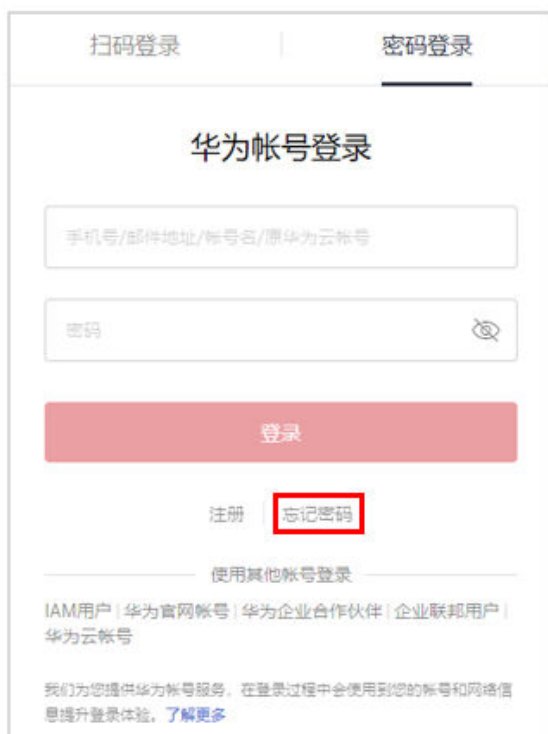 扫码登录 密码登录
华为帐号登录
手机号/邮件地址/帐号名/原华为云帐号
密码
登录
注册 忘记密码
使用其他帐号登录
IAM用户 | 华为官网帐号 | 华为企业合作伙伴 | 企业联邦用户 |
华为云帐号
我们为您提供华为帐号服务，在登录过程中会使用到您的帐号和网络信
息提升登录体验。了解更多